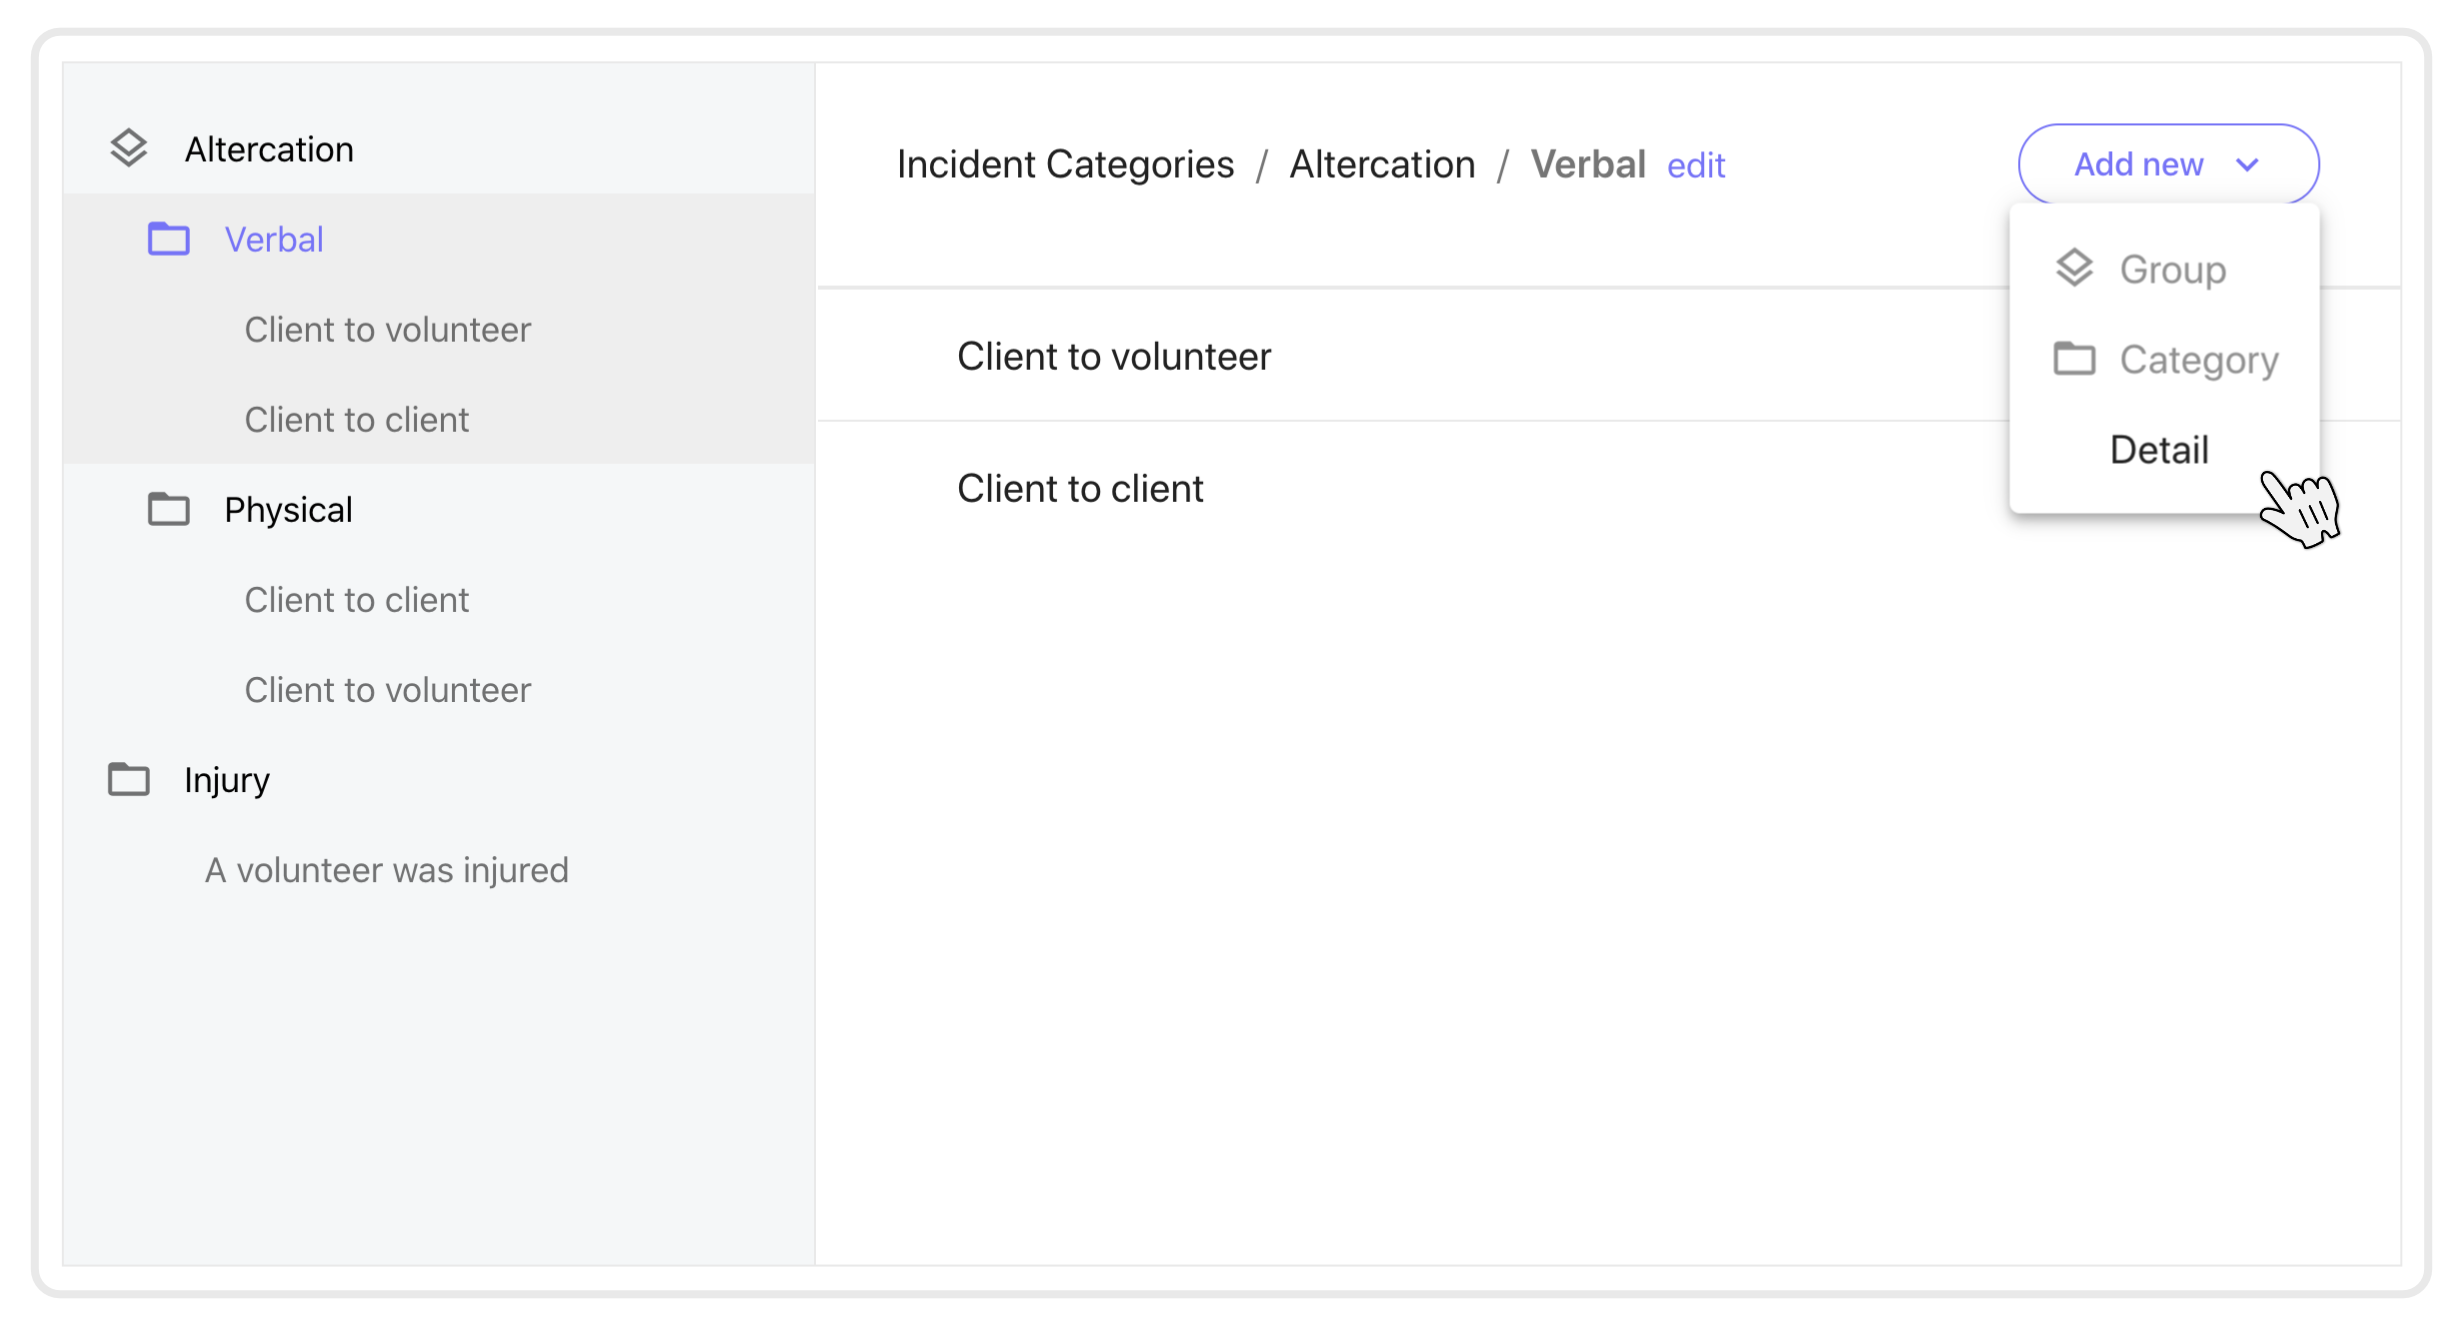 Altercation
Verbal
Client to volunteer
Client to client
Physical
Client to client
Client to volunteer
Injury
A volunteer was injured
Incident Categories / Altercation / Verbal edit
Add new
Group
Category
Detail
Client to volunteer
Client to client